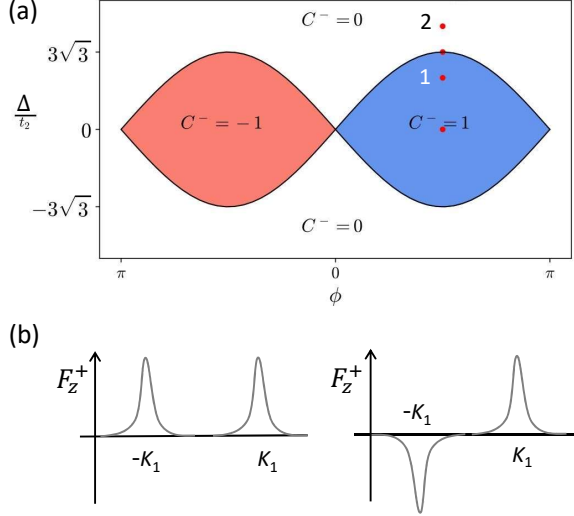 (a)
C⁻ = 0
2
3√3
1
Δ/t₂
0
C⁻ = −1
C⁻ = 1
−3√3
C⁻ = 0
π
0
π
ϕ
(b)
F_z⁺
-K₁
K₁
F_z⁺
-K₁
K₁